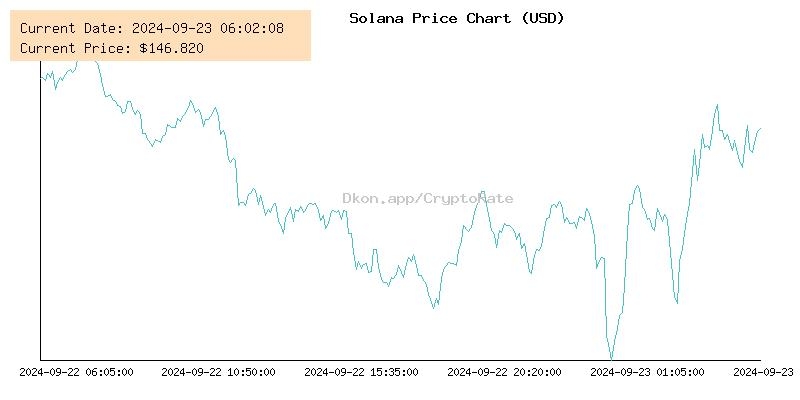 Solana Price Chart (USD)
Current Date: 2024-09-23 06:02:08
Current Price: $146.820
Dkon.app/CryptoRate
2024-09-22 06:05:00
2024-09-22 10:50:00
2024-09-22 15:35:00
2024-09-22 20:20:00
2024-09-23 01:05:00
2024-09-23